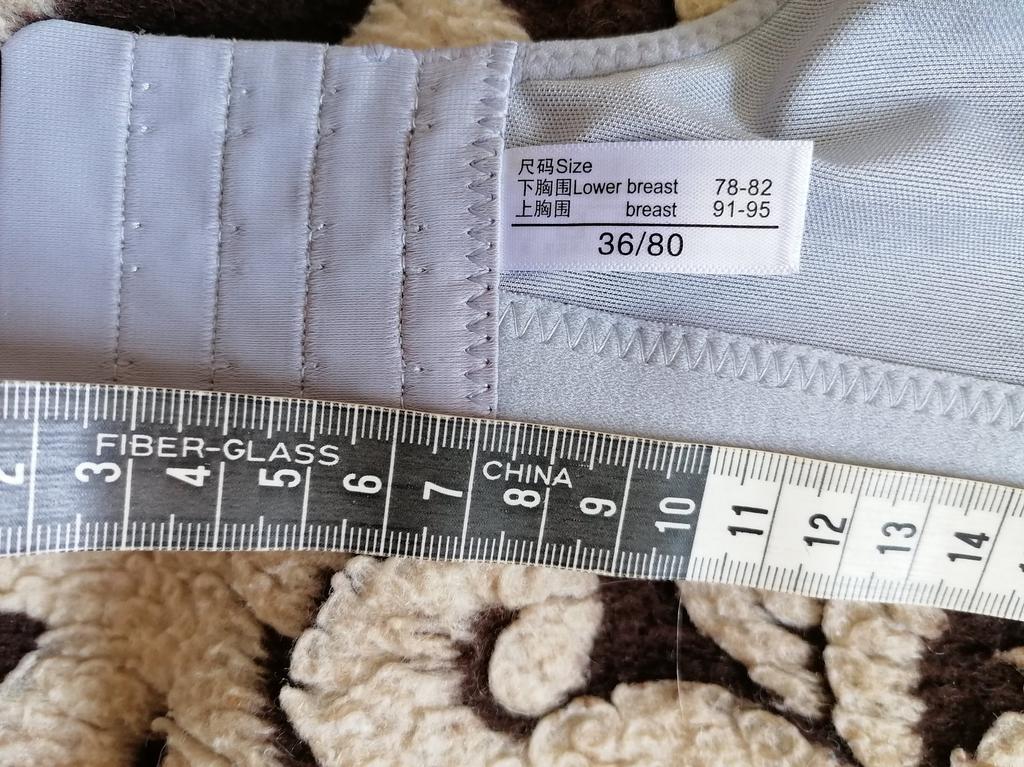 尺码Size
下胸围Lower breast 78-82
上胸围 breast 91-95
36/80
FIBER-GLASS
CHINA
2 3 4 5 6 7 8 9 10 11 12 13 14